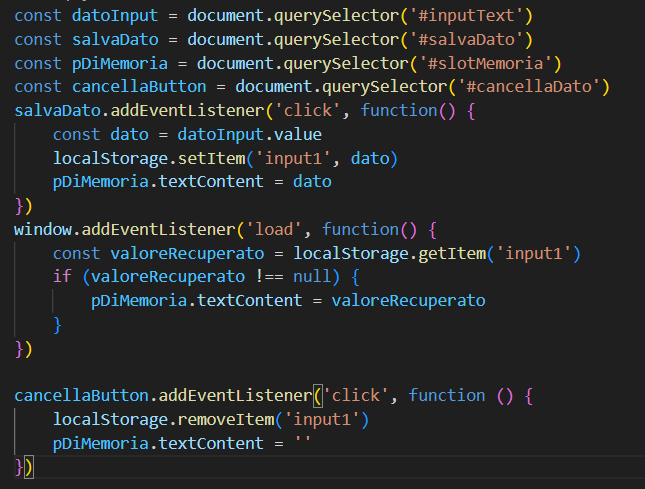 const datoInput = document.querySelector('#inputText')
const salvaDato = document.querySelector('#salvaDato')
const pDiMemoria = document.querySelector('#slotMemoria')
const cancellaButton = document.querySelector('#cancellaDato')
salvaDato.addEventListener('click', function() {
    const dato = datoInput.value
    localStorage.setItem('input1', dato)
    pDiMemoria.textContent = dato
})
window.addEventListener('load', function() {
    const valoreRecuperato = localStorage.getItem('input1')
    if (valoreRecuperato !== null) {
        pDiMemoria.textContent = valoreRecuperato
    }
})

cancellaButton.addEventListener('click', function () {
    localStorage.removeItem('input1')
    pDiMemoria.textContent = ''
})